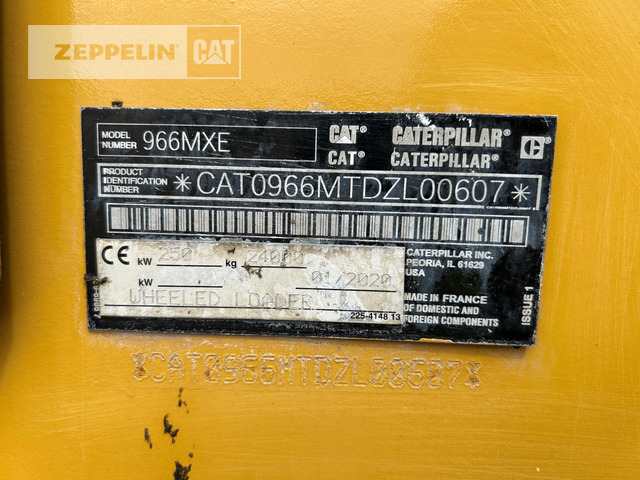 ZEPPELIN CAT
MODEL NUMBER 966MXE
CAT® CATERPILLAR®
CAT® CATERPILLAR®
C
PRODUCT IDENTIFICATION NUMBER *CAT0966MTDZL00607*
CE kW 250 kg 24000
kW 01/2020
WHEELED LOADER
225-4148 13
CATERPILLAR INC.
PEORIA, IL 61629
USA
MADE IN FRANCE
OF DOMESTIC AND
FOREIGN COMPONENTS
ISSUE 1
*CAT0966MTDZL00607*